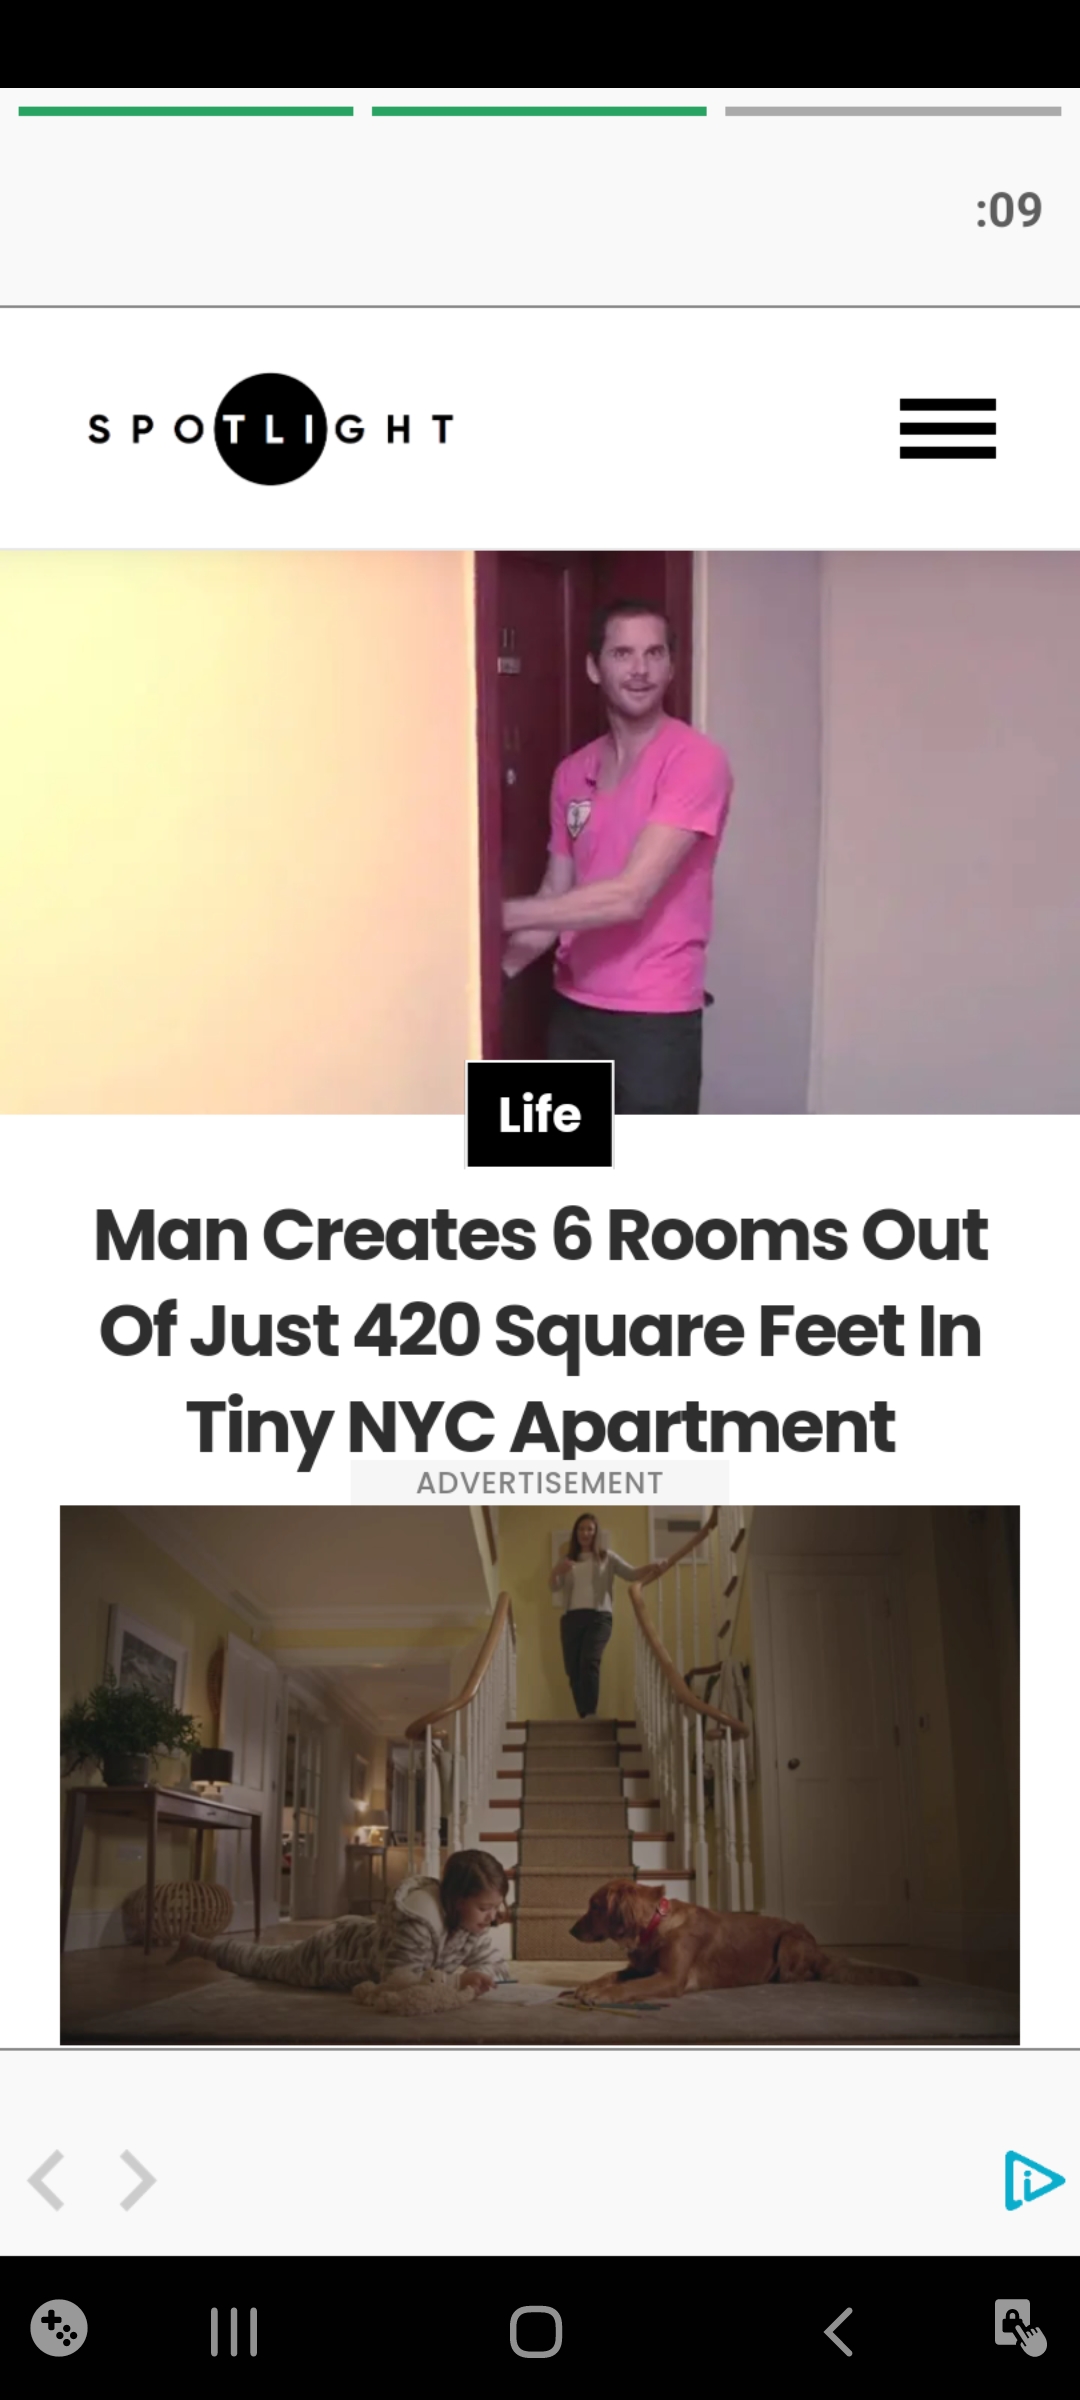 :09
SPOTLIGHT
Life
Man Creates 6 Rooms Out
Of Just 420 Square Feet In
Tiny NYC Apartment
ADVERTISEMENT